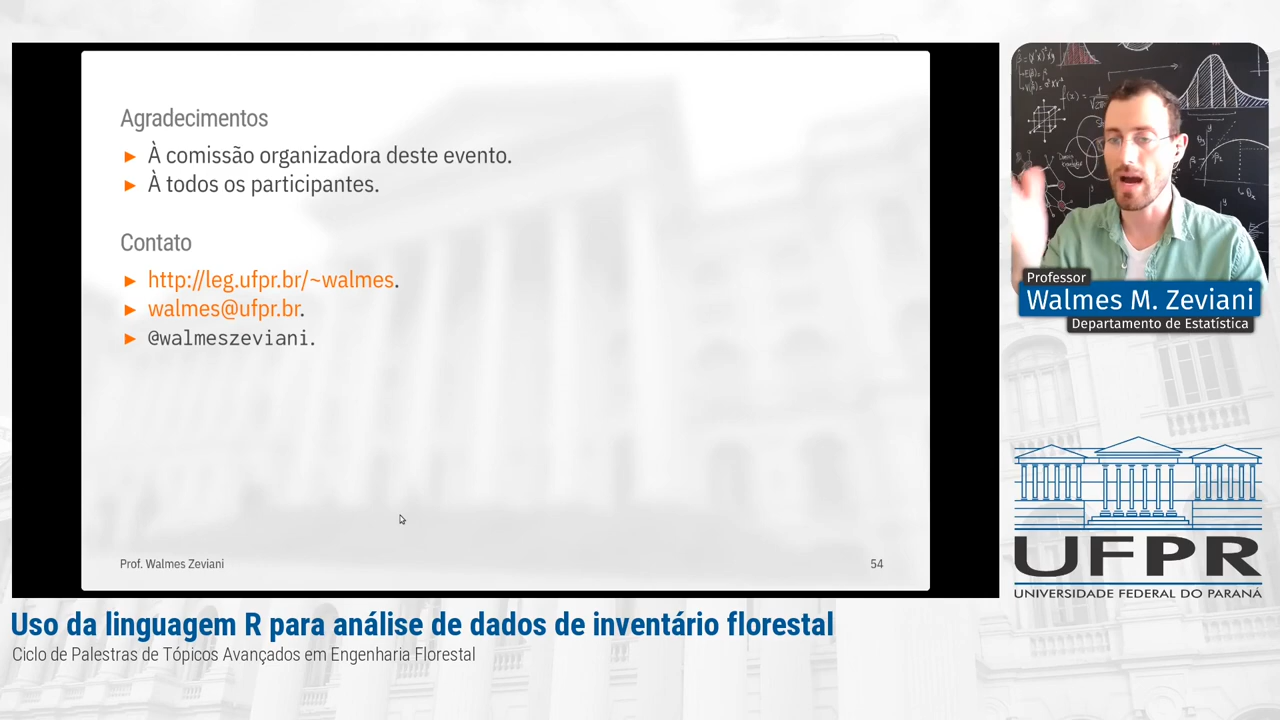 Agradecimentos
► À comissão organizadora deste evento.
► À todos os participantes.
Contato
► http://leg.ufpr.br/~walmes.
► walmes@ufpr.br.
► @walmeszeviani.
Prof. Walmes Zeviani
54
Professor
Walmes M. Zeviani
Departamento de Estatística
UFPR
UNIVERSIDADE FEDERAL DO PARANÁ
Uso da linguagem R para análise de dados de inventário florestal
Ciclo de Palestras de Tópicos Avançados em Engenharia Florestal